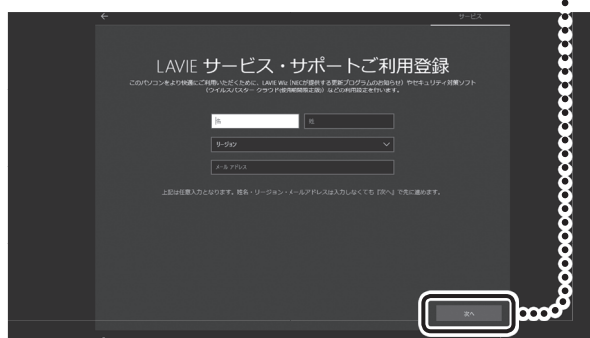 サービス
LAVIE サービス・サポートご利用登録
このパソコンをより快適にご利用いただくために、LAVIE Wiz（NECが提供する更新プログラムのお知らせ）やセキュリティ対策ソフト
（ウイルスバスター クラウド(使用期間指定版)）などの利用設定を行います。
名 姓
リージョン
メール アドレス
上記は任意入力となります。姓名・リージョン・メールアドレスは入力しなくても『次へ』で先に進めます。
次へ